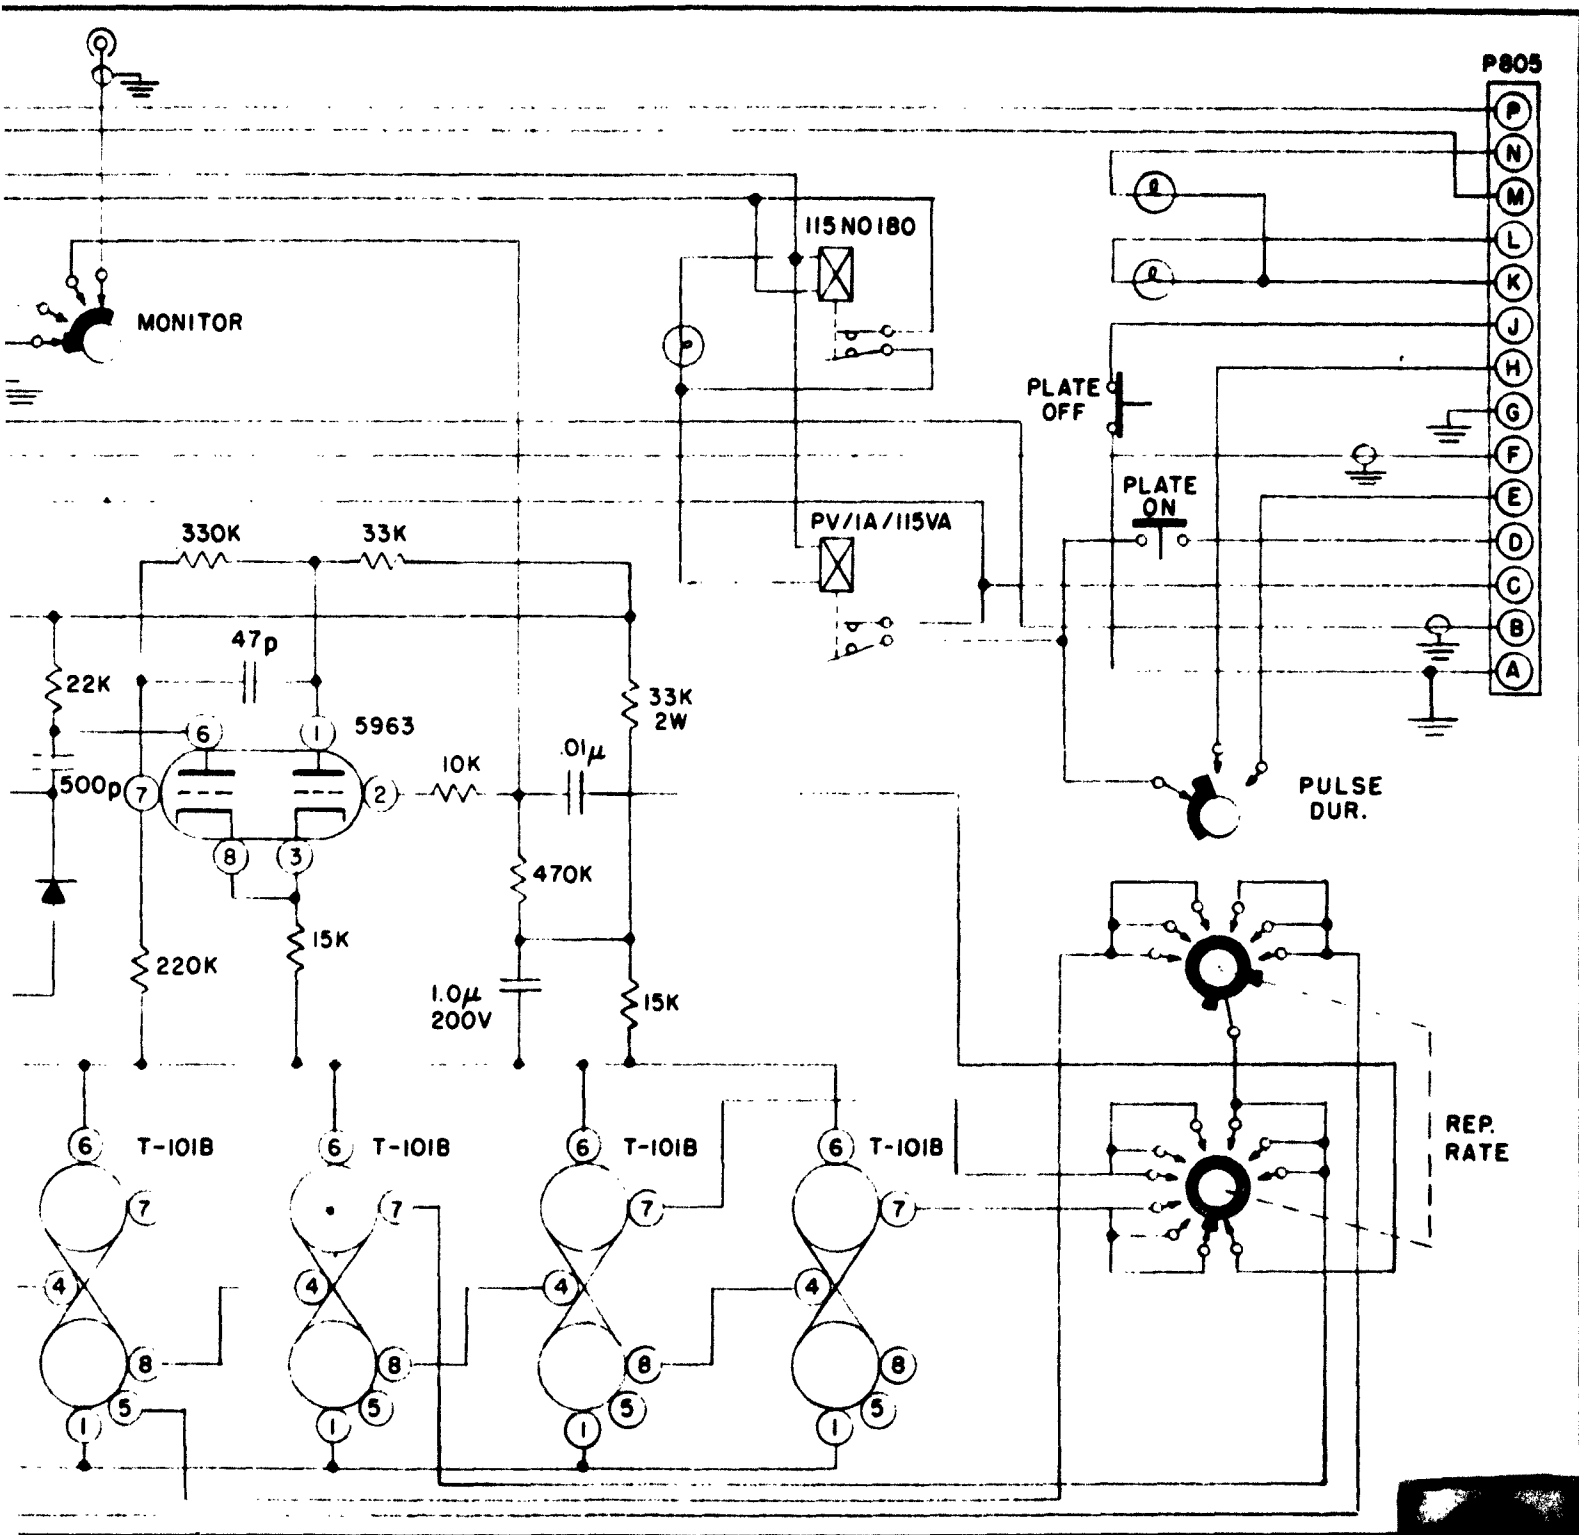 P805
P
N
M
L
K
J
H
G
F
E
D
C
B
A
115NO180
MONITOR
PLATE
OFF
PLATE
ON
PV/1A/115VA
330K
33K
47p
22K
33K
2W
6
1
5963
500p
7
10K
.01μ
2
PULSE
DUR.
8
3
470K
15K
220K
1.0μ
200V
15K
6
T-101B
6
T-101B
6
T-101B
6
T-101B
REP.
RATE
7
7
7
7
4
4
4
4
8
8
8
8
5
5
5
5
1
1
1
1